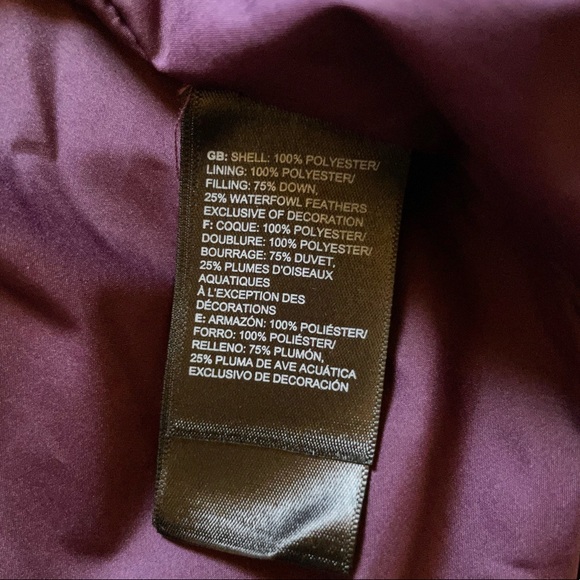 GB: SHELL: 100% POLYESTER/
LINING: 100% POLYESTER/
FILLING: 75% DOWN,
25% WATERFOWL FEATHERS
EXCLUSIVE OF DECORATION
F: COQUE: 100% POLYESTER/
DOUBLURE: 100% POLYESTER/
BOURRAGE: 75% DUVET,
25% PLUMES D'OISEAUX
AQUATIQUES
À L'EXCEPTION DES
DÉCORATIONS
E: ARMAZÓN: 100% POLIÉSTER/
FORRO: 100% POLIÉSTER/
RELLENO: 75% PLUMÓN,
25% PLUMA DE AVE ACUÁTICA
EXCLUSIVO DE DECORACIÓN